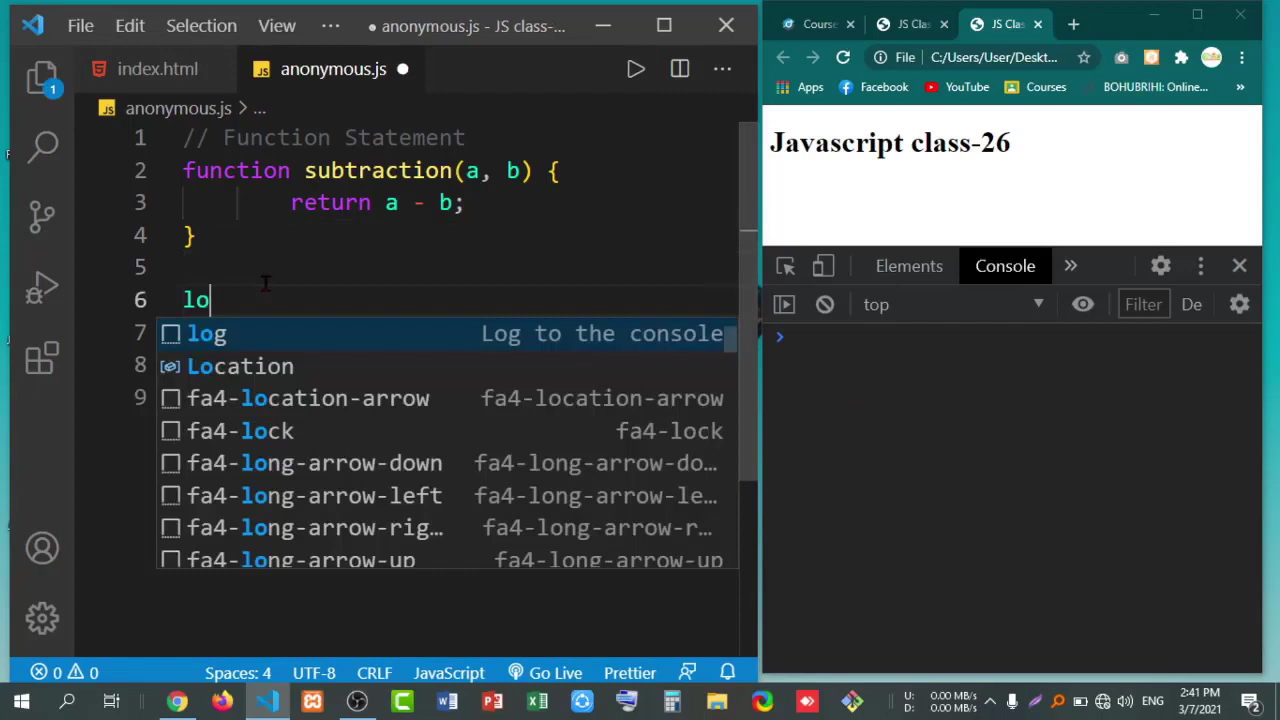 File Edit Selection View ··· ● anonymous.js - JS class-...
index.html
JS anonymous.js ●
JS anonymous.js > ...
1 // Function Statement
2 function subtraction(a, b) {
3 return a - b;
4 }
5
6 lo
7
8
9
log Log to the console
Location
fa4-location-arrow fa4-location-arrow
fa4-lock fa4-lock
fa4-long-arrow-down fa4-long-arrow-do...
fa4-long-arrow-left fa4-long-arrow-le...
fa4-long-arrow-rig... fa4-long-arrow-r...
fa4-long-arrow-up fa4-long-arrow-up
1
0 0 Spaces: 4 UTF-8 CRLF JavaScript Go Live Prettier
Course JS Clas JS Clas
File C:/Users/User/Deskt...
Apps Facebook YouTube Courses BOHUBRIHI: Online... »
Javascript class-26
Elements Console »
top Filter De
U: 0.00 MB/s
D: 0.00 MB/s
ENG
2:41 PM
3/7/2021
2